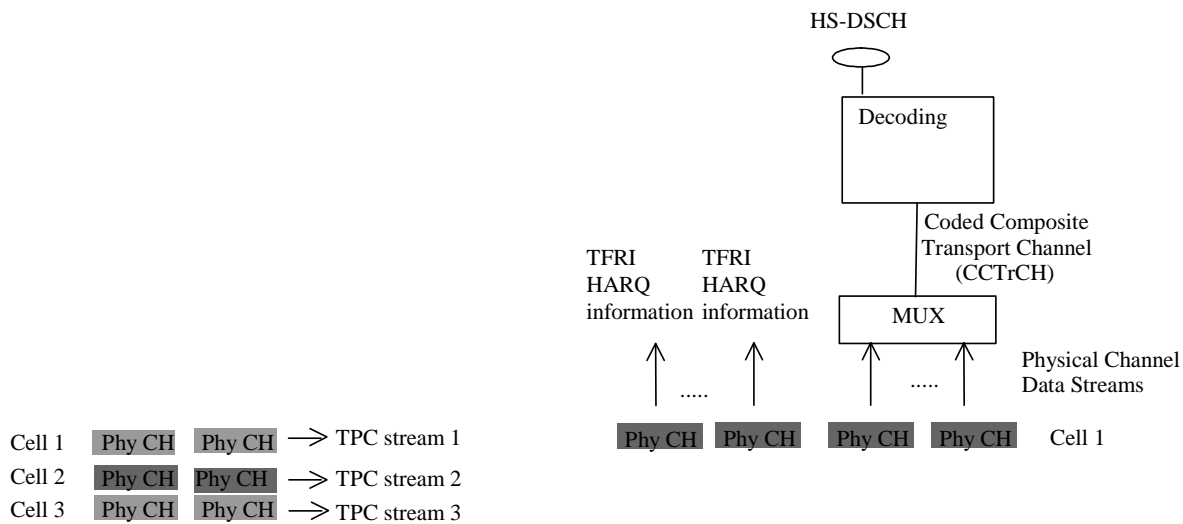 HS-DSCH
Decoding
Coded Composite
Transport Channel
(CCTrCH)
TFRI
HARQ
information
TFRI
HARQ
information
MUX
Physical Channel
Data Streams
.....
.....
Phy CH
Phy CH
Phy CH
Phy CH
Cell 1
Cell 1
Phy CH
Phy CH
TPC stream 1
Cell 2
Phy CH
Phy CH
TPC stream 2
Cell 3
Phy CH
Phy CH
TPC stream 3